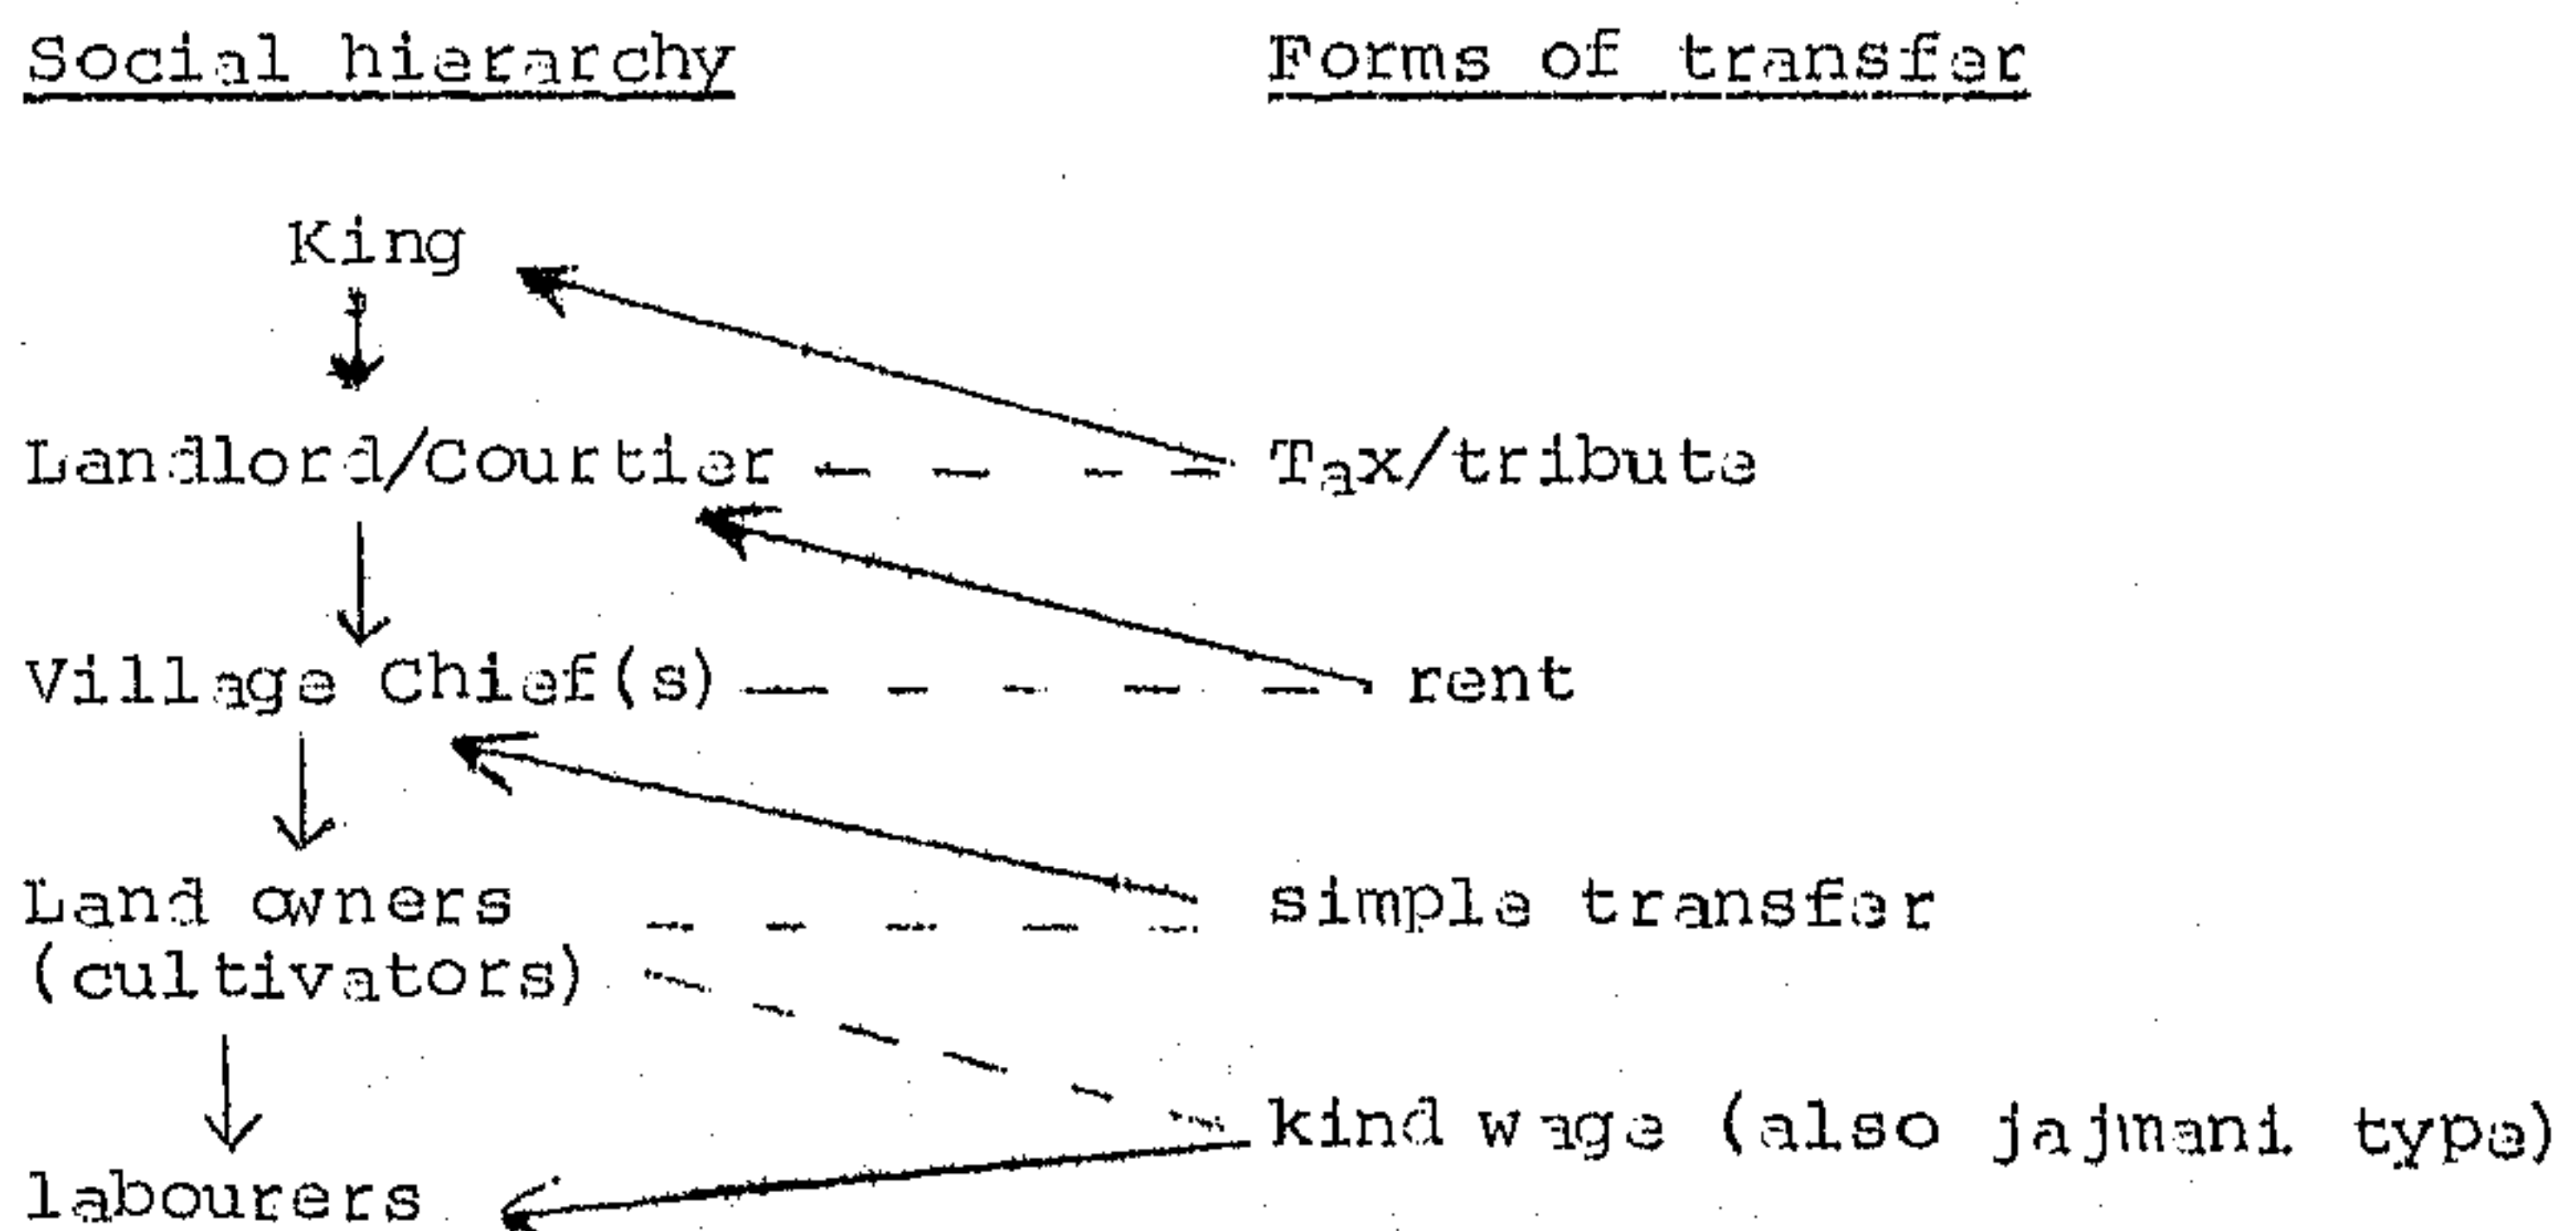 Social hierarchy Forms of transfer
King
Landlord/Courtier Tax/tribute
Village Chief(s) rent
Land owners simple transfer
(cultivators)
kind wage (also jajmani type)
labourers